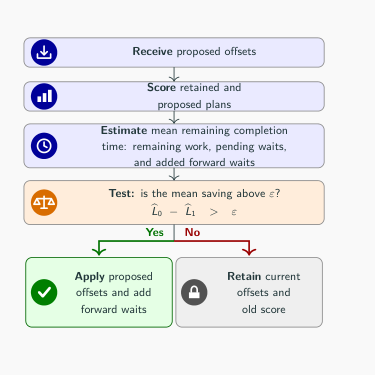 Receive proposed offsets
Score retained and
proposed plans
Estimate mean remaining completion
time: remaining work, pending waits,
and added forward waits
Test: is the mean saving above ε?
L̂₀ − L̂₁ > ε
Yes No
Apply proposed
offsets and add
forward waits
Retain current
offsets and
old score